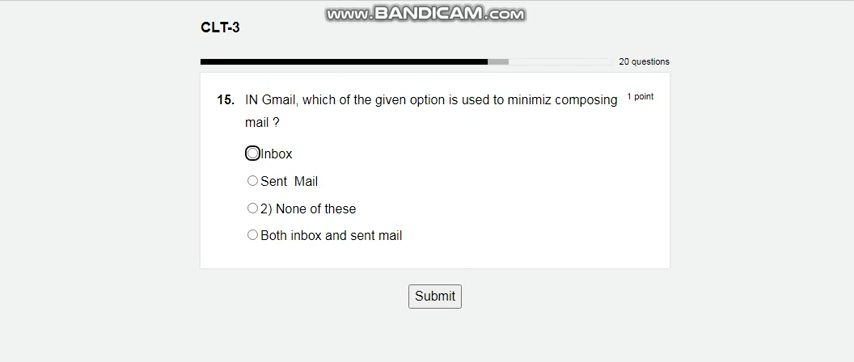 www.BANDICAM.COM
CLT-3
20 questions
15. IN Gmail, which of the given option is used to minimiz composing 1 point
mail ?
Inbox
Sent Mail
2) None of these
Both inbox and sent mail
Submit